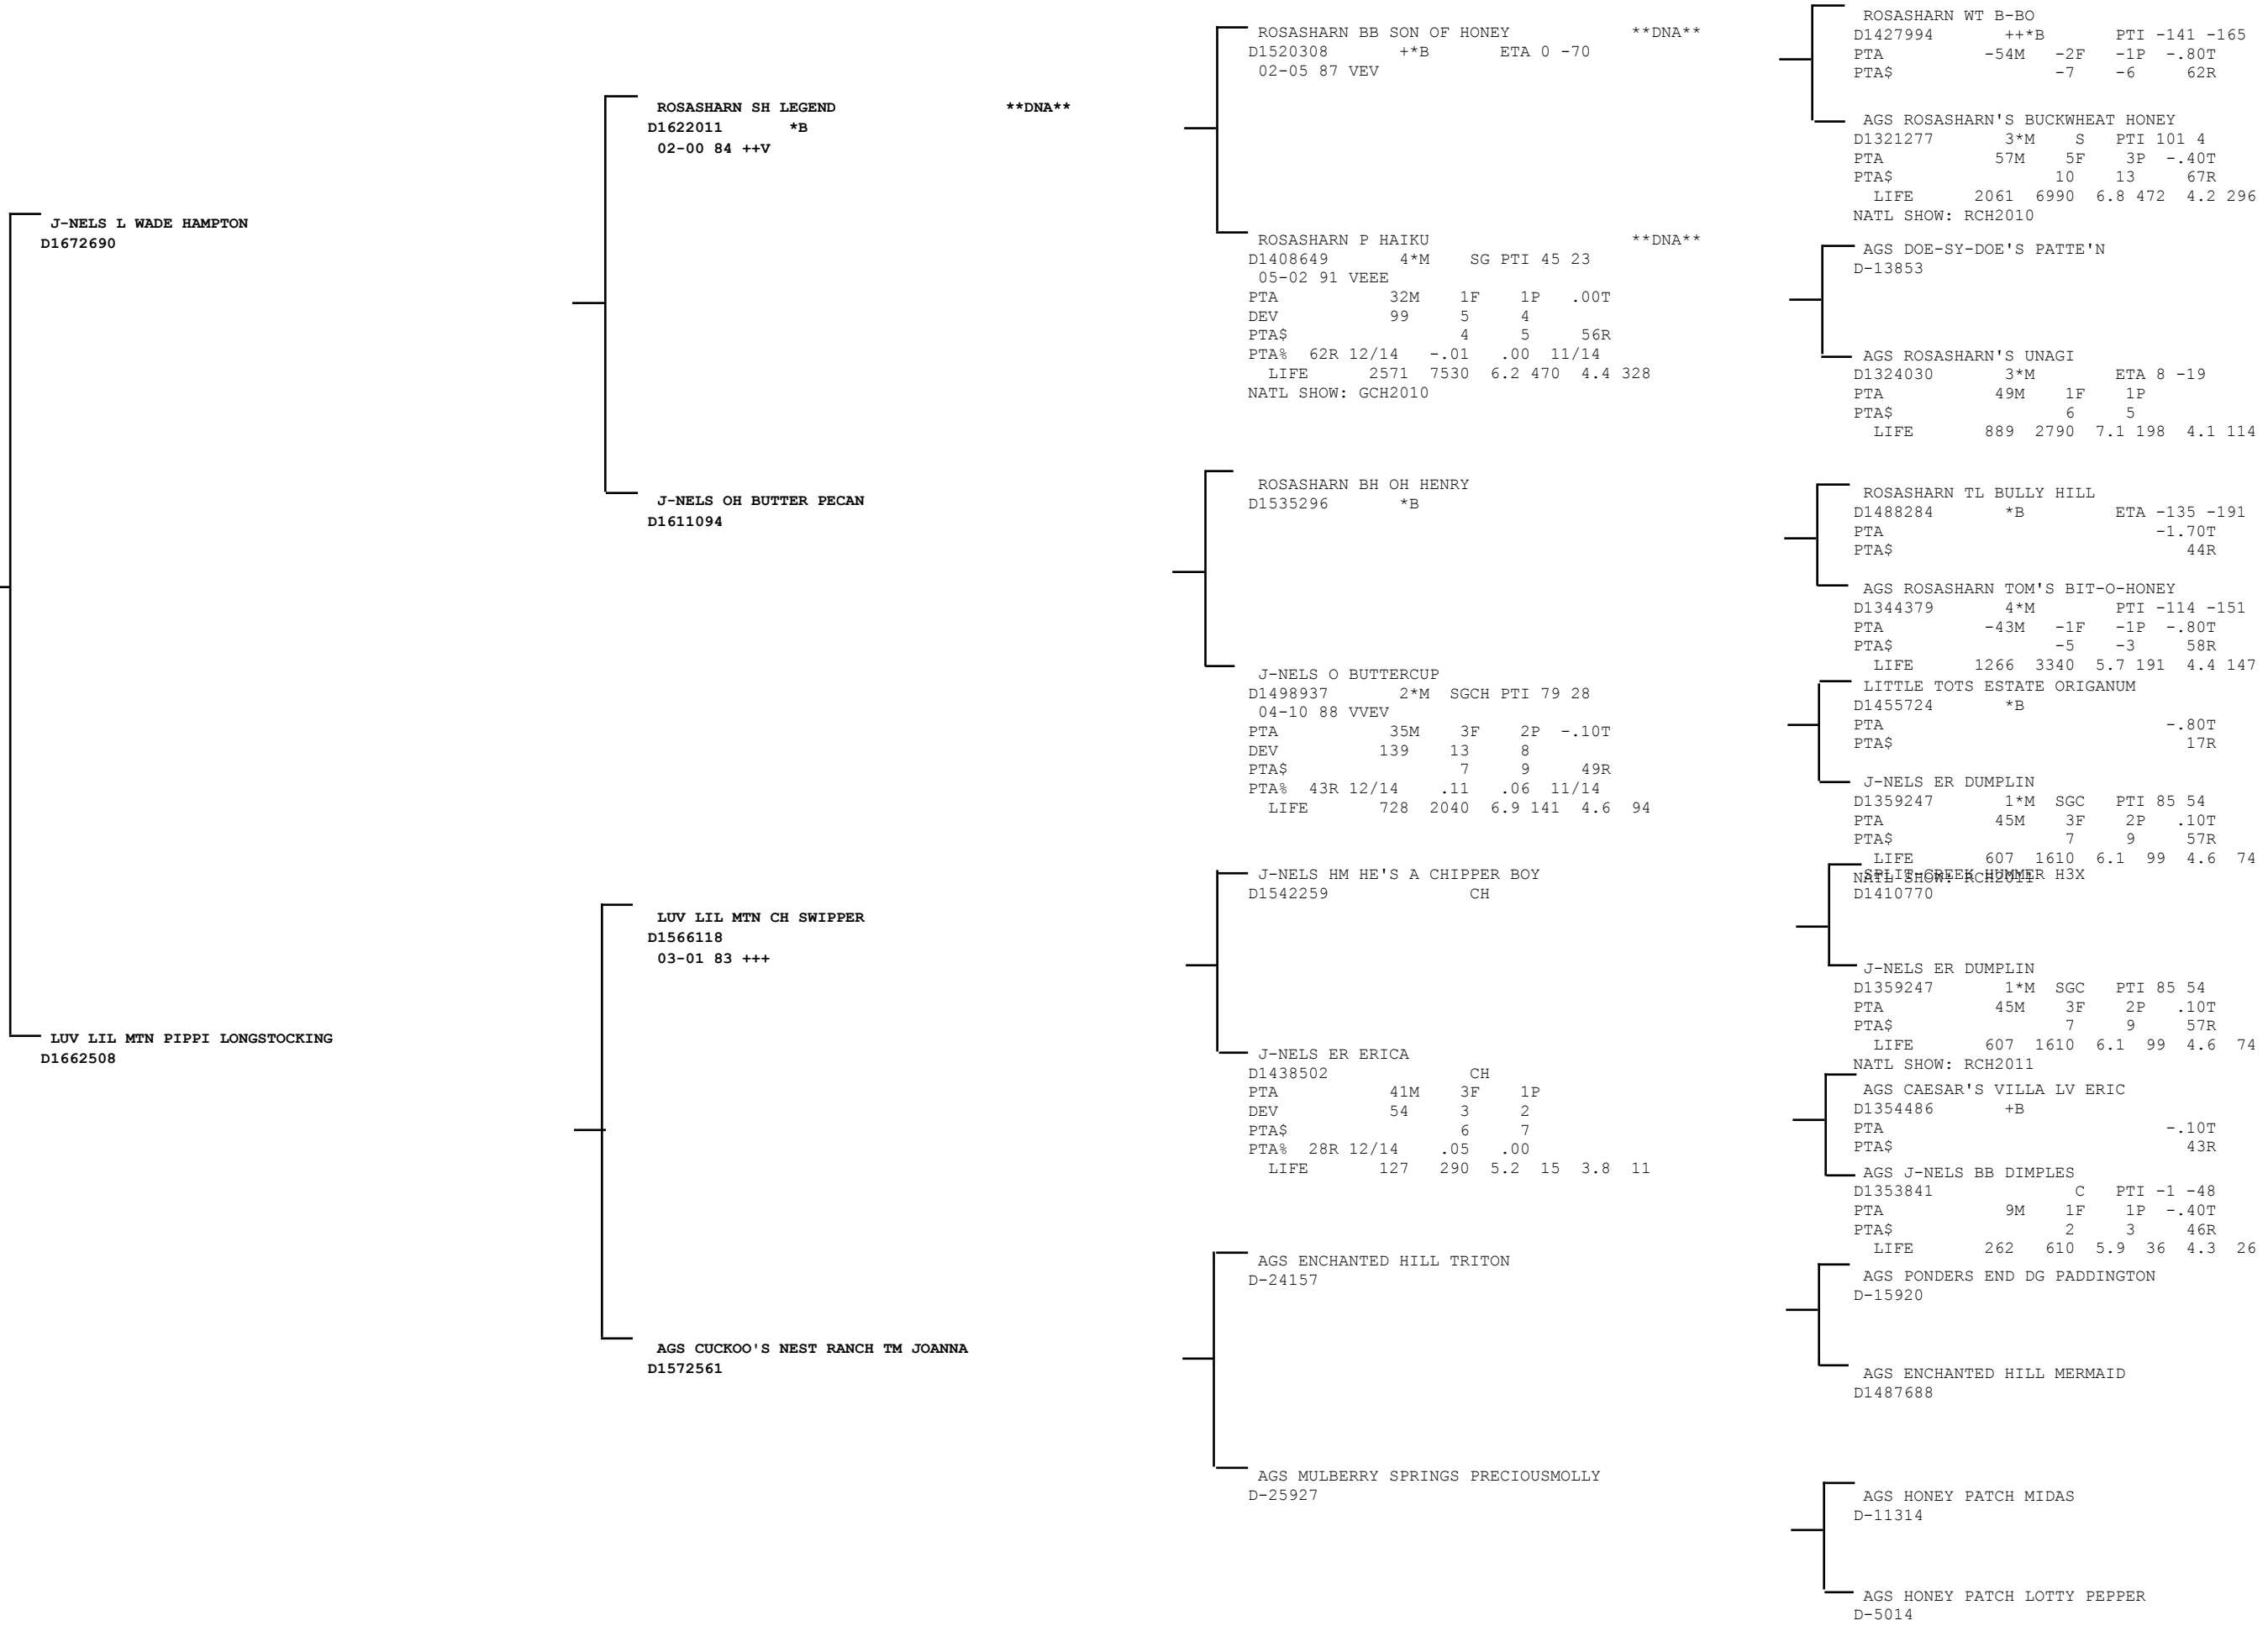 J-NELS L WADE HAMPTON
D1672690
LUV LIL MTN PIPPI LONGSTOCKING
D1662508
ROSASHARN SH LEGEND **DNA**
D1622011 *B
02-00 84 ++V
J-NELS OH BUTTER PECAN
D1611094
LUV LIL MTN CH SWIPPER
D1566118
03-01 83 +++
AGS CUCKOO'S NEST RANCH TM JOANNA
D1572561
ROSASHARN BB SON OF HONEY **DNA**
D1520308 +*B ETA 0 -70
02-05 87 VEV
ROSASHARN P HAIKU **DNA**
D1408649 4*M SG PTI 45 23
05-02 91 VEEE
PTA 32M 1F 1P .00T
DEV 99 5 4
PTA$ 4 5 56R
PTA% 62R 12/14 -.01 .00 11/14
LIFE 2571 7530 6.2 470 4.4 328
NATL SHOW: GCH2010
ROSASHARN BH OH HENRY
D1535296 *B
J-NELS O BUTTERCUP
D1498937 2*M SGCH PTI 79 28
04-10 88 VVEV
PTA 35M 3F 2P -.10T
DEV 139 13 8
PTA$ 7 9 49R
PTA% 43R 12/14 .11 .06 11/14
LIFE 728 2040 6.9 141 4.6 94
J-NELS HM HE'S A CHIPPER BOY
D1542259 CH
J-NELS ER ERICA
D1438502 CH
PTA 41M 3F 1P
DEV 54 3 2
PTA$ 6 7
PTA% 28R 12/14 .05 .00
LIFE 127 290 5.2 15 3.8 11
AGS ENCHANTED HILL TRITON
D-24157
AGS MULBERRY SPRINGS PRECIOUSMOLLY
D-25927
ROSASHARN WT B-BO
D1427994 ++*B PTI -141 -165
PTA -54M -2F -1P -.80T
PTA$ -7 -6 62R
AGS ROSASHARN'S BUCKWHEAT HONEY
D1321277 3*M S PTI 101 4
PTA 57M 5F 3P -.40T
PTA$ 10 13 67R
LIFE 2061 6990 6.8 472 4.2 296
NATL SHOW: RCH2010
AGS DOE-SY-DOE'S PATTE'N
D-13853
AGS ROSASHARN'S UNAGI
D1324030 3*M ETA 8 -19
PTA 49M 1F 1P
PTA$ 6 5
LIFE 889 2790 7.1 198 4.1 114
ROSASHARN TL BULLY HILL
D1488284 *B ETA -135 -191
PTA -1.70T
PTA$ 44R
AGS ROSASHARN TOM'S BIT-O-HONEY
D1344379 4*M PTI -114 -151
PTA -43M -1F -1P -.80T
PTA$ -5 -3 58R
LIFE 1266 3340 5.7 191 4.4 147
LITTLE TOTS ESTATE ORIGANUM
D1455724 *B
PTA -.80T
PTA$ 17R
J-NELS ER DUMPLIN
D1359247 1*M SGC PTI 85 54
PTA 45M 3F 2P .10T
PTA$ 7 9 57R
LIFE 607 1610 6.1 99 4.6 74
NATL SHOW: RCH2011
SPLIT CREEK HUMMER H3X
D1410770
J-NELS ER DUMPLIN
D1359247 1*M SGC PTI 85 54
PTA 45M 3F 2P .10T
PTA$ 7 9 57R
LIFE 607 1610 6.1 99 4.6 74
NATL SHOW: RCH2011
AGS CAESAR'S VILLA LV ERIC
D1354486 +B
PTA -.10T
PTA$ 43R
AGS J-NELS BB DIMPLES
D1353841 C PTI -1 -48
PTA 9M 1F 1P -.40T
PTA$ 2 3 46R
LIFE 262 610 5.9 36 4.3 26
AGS PONDERS END DG PADDINGTON
D-15920
AGS ENCHANTED HILL MERMAID
D1487688
AGS HONEY PATCH MIDAS
D-11314
AGS HONEY PATCH LOTTY PEPPER
D-5014